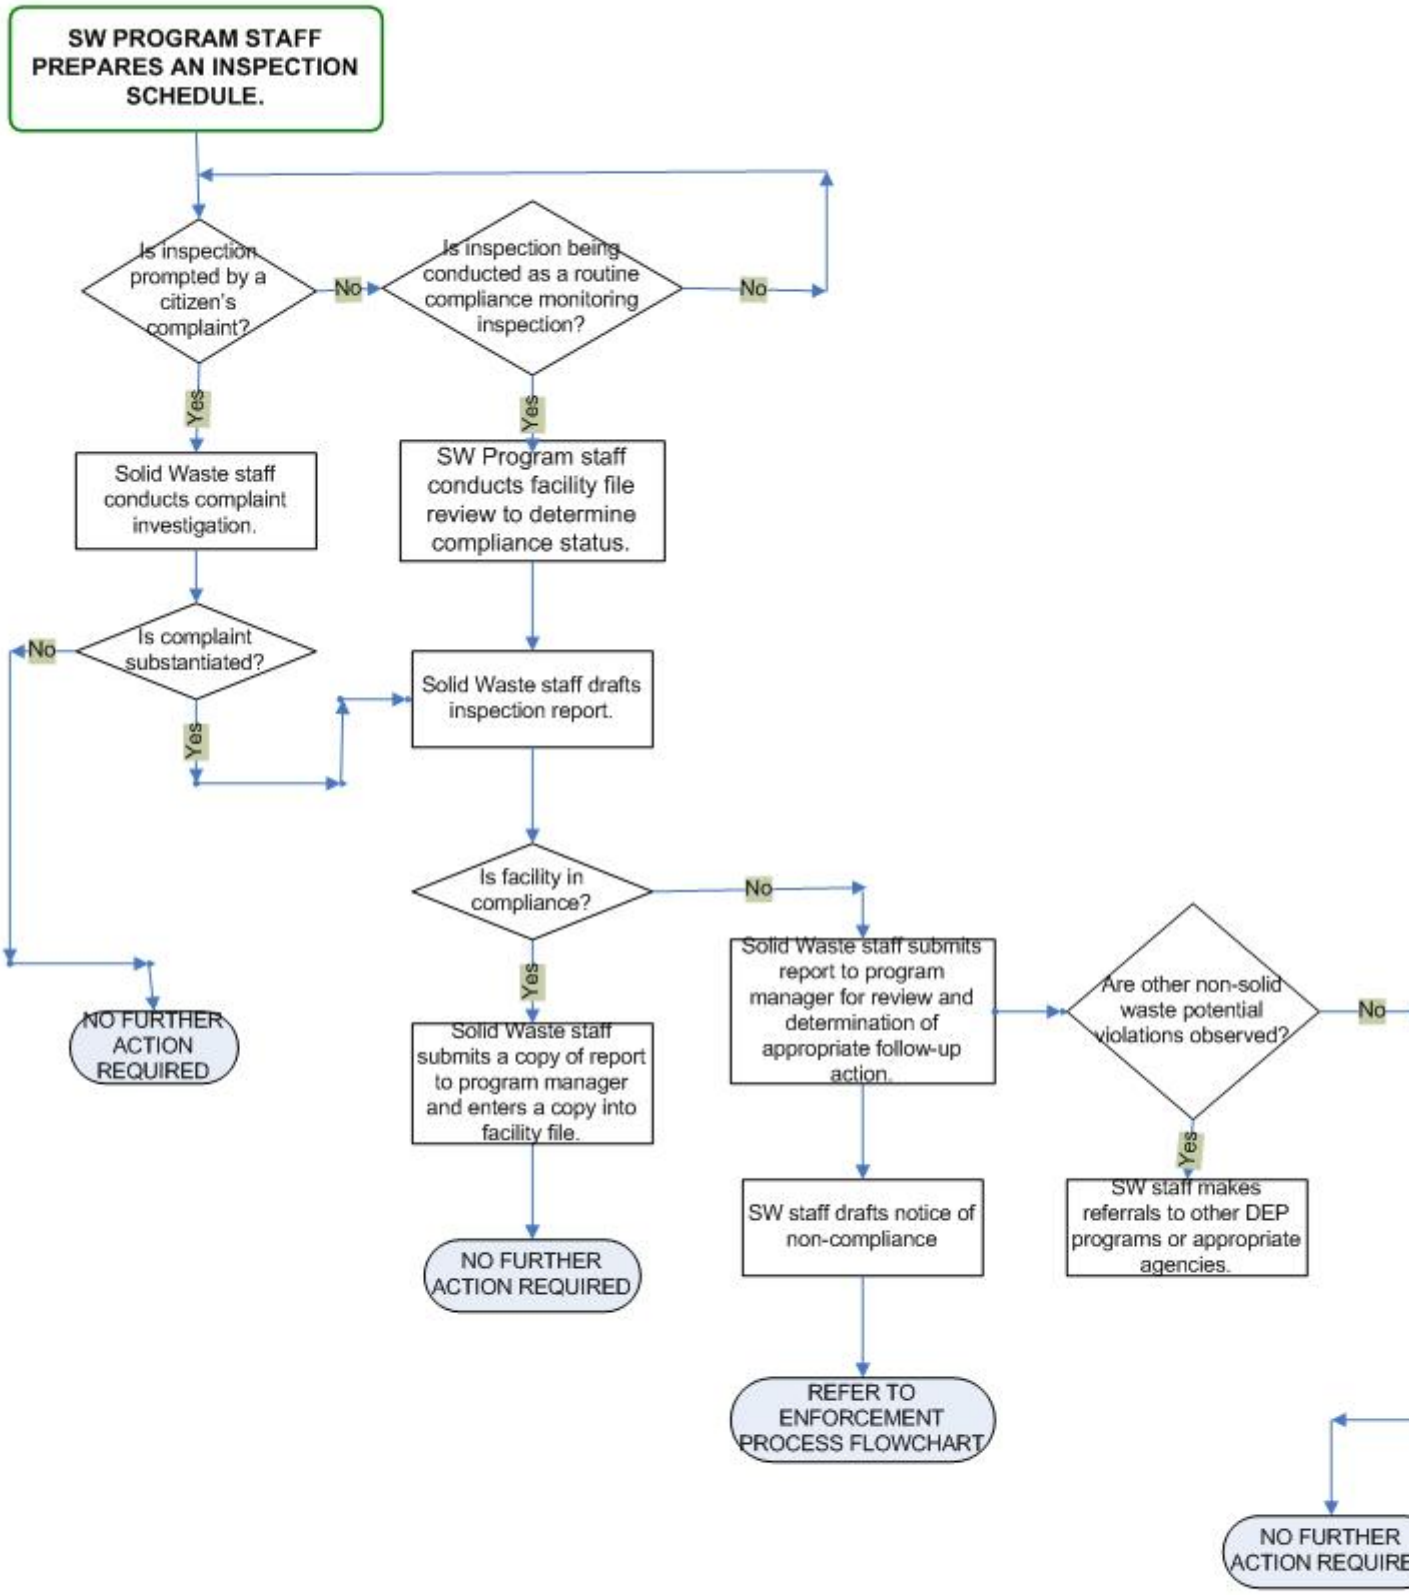 SW PROGRAM STAFF
PREPARES AN INSPECTION
SCHEDULE.
Is inspection
prompted by a
citizen's
complaint?
No
Is inspection being
conducted as a routine
compliance monitoring
inspection?
No
Yes
Yes
Solid Waste staff
conducts complaint
investigation.
SW Program staff
conducts facility file
review to determine
compliance status.
Is complaint
substantiated?
No
Yes
Solid Waste staff drafts
inspection report.
Is facility in
compliance?
No
Yes
NO FURTHER
ACTION
REQUIRED
Solid Waste staff
submits a copy of report
to program manager
and enters a copy into
facility file.
Solid Waste staff submits
report to program
manager for review and
determination of
appropriate follow-up
action.
Are other non-solid
waste potential
violations observed?
No
Yes
NO FURTHER
ACTION REQUIRED
SW staff drafts notice of
non-compliance
SW staff makes
referrals to other DEP
programs or appropriate
agencies.
REFER TO
ENFORCEMENT
PROCESS FLOWCHART
NO FURTHER
ACTION REQUIRE